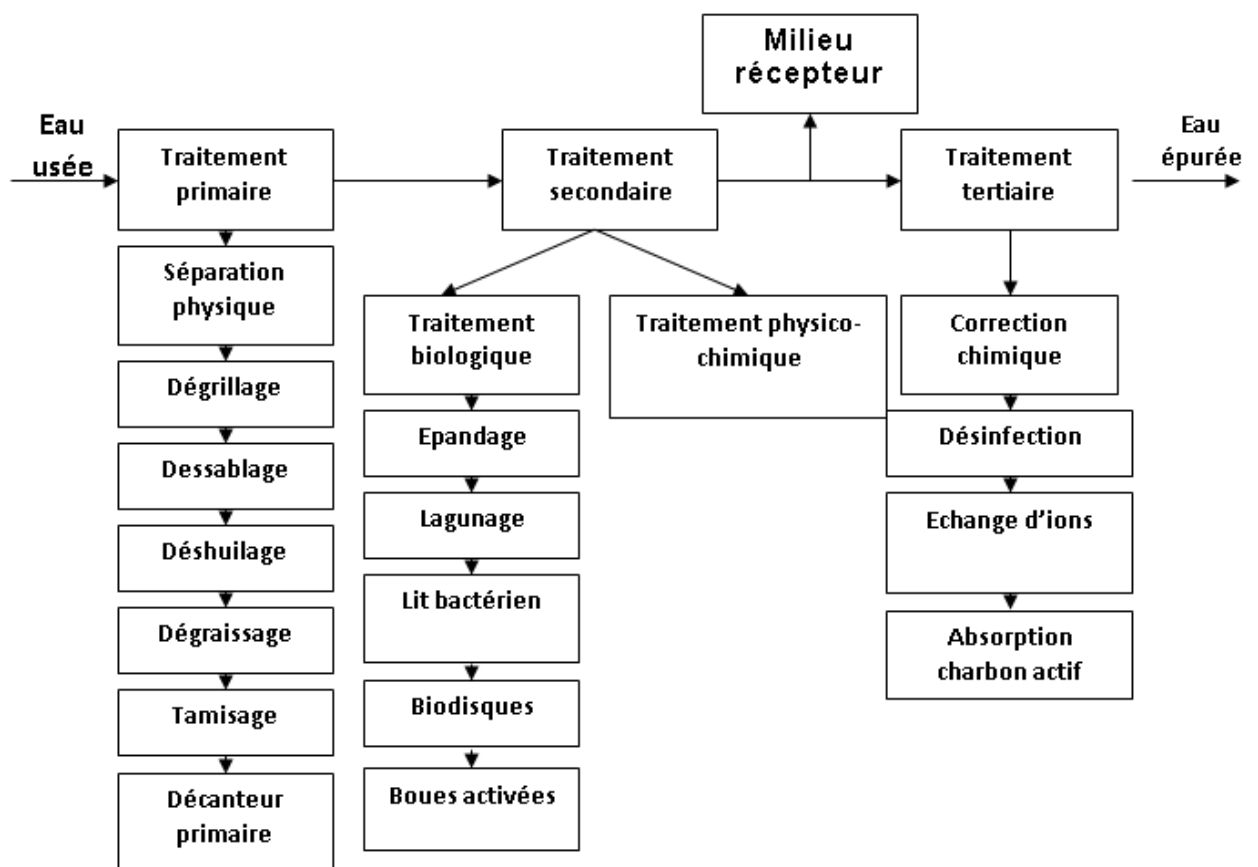 Milieu
récepteur
Eau
usée
Traitement
primaire
Traitement
secondaire
Traitement
tertiaire
Eau
épurée
Séparation
physique
Dégrillage
Dessablage
Déshuilage
Dégraissage
Tamisage
Décanteur
primaire
Traitement
biologique
Epandage
Lagunage
Lit bactérien
Biodisques
Boues activées
Traitement physico-
chimique
Correction
chimique
Désinfection
Echange d’ions
Absorption
charbon actif